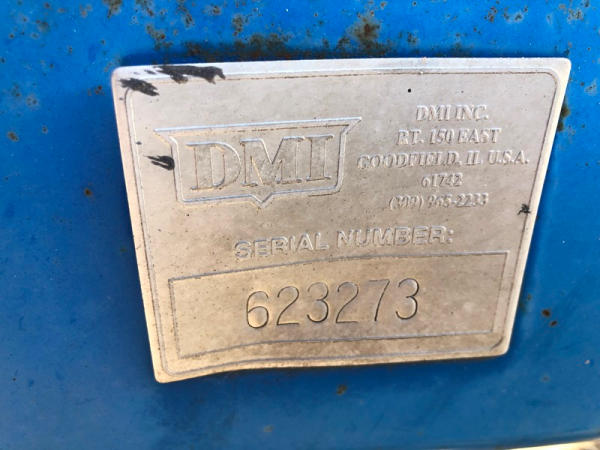 DMI
DMI INC.
RT. 150 EAST
GOODFIELD, IL U.S.A.
61742
(309) 965-2233
SERIAL NUMBER:
623273